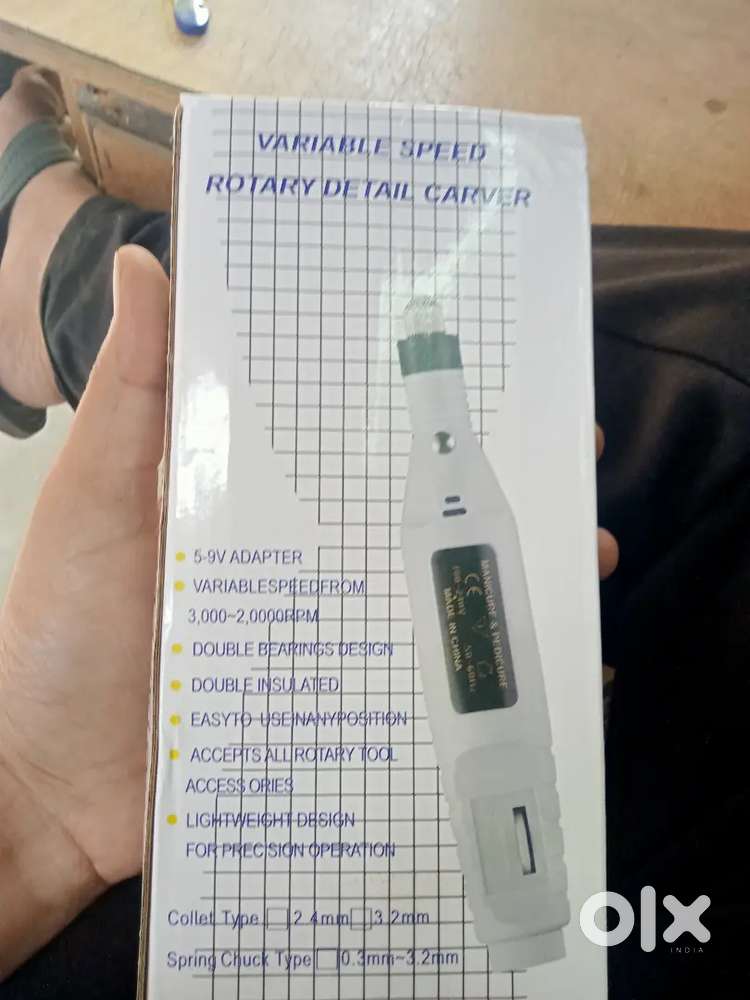 VARIABLE SPEED
ROTARY DETAIL CARVER
5-9V ADAPTER
VARIABLESPEEDFROM
3,000~2,0000RPM
DOUBLE BEARINGS DESIGN
DOUBLE INSULATED
EASYTO USEINANYPOSITION
ACCEPTS ALL ROTARY TOOL
ACCESS ORIES
LIGHTWEIGHT DESIGN
FOR PRECISION OPERATION
Collet Type 2.4mm 3.2mm
Spring Chuck Type 0.3mm~3.2mm
MANICURE & PEDICURE
CE
MADE IN CHINA
olx
INDIA